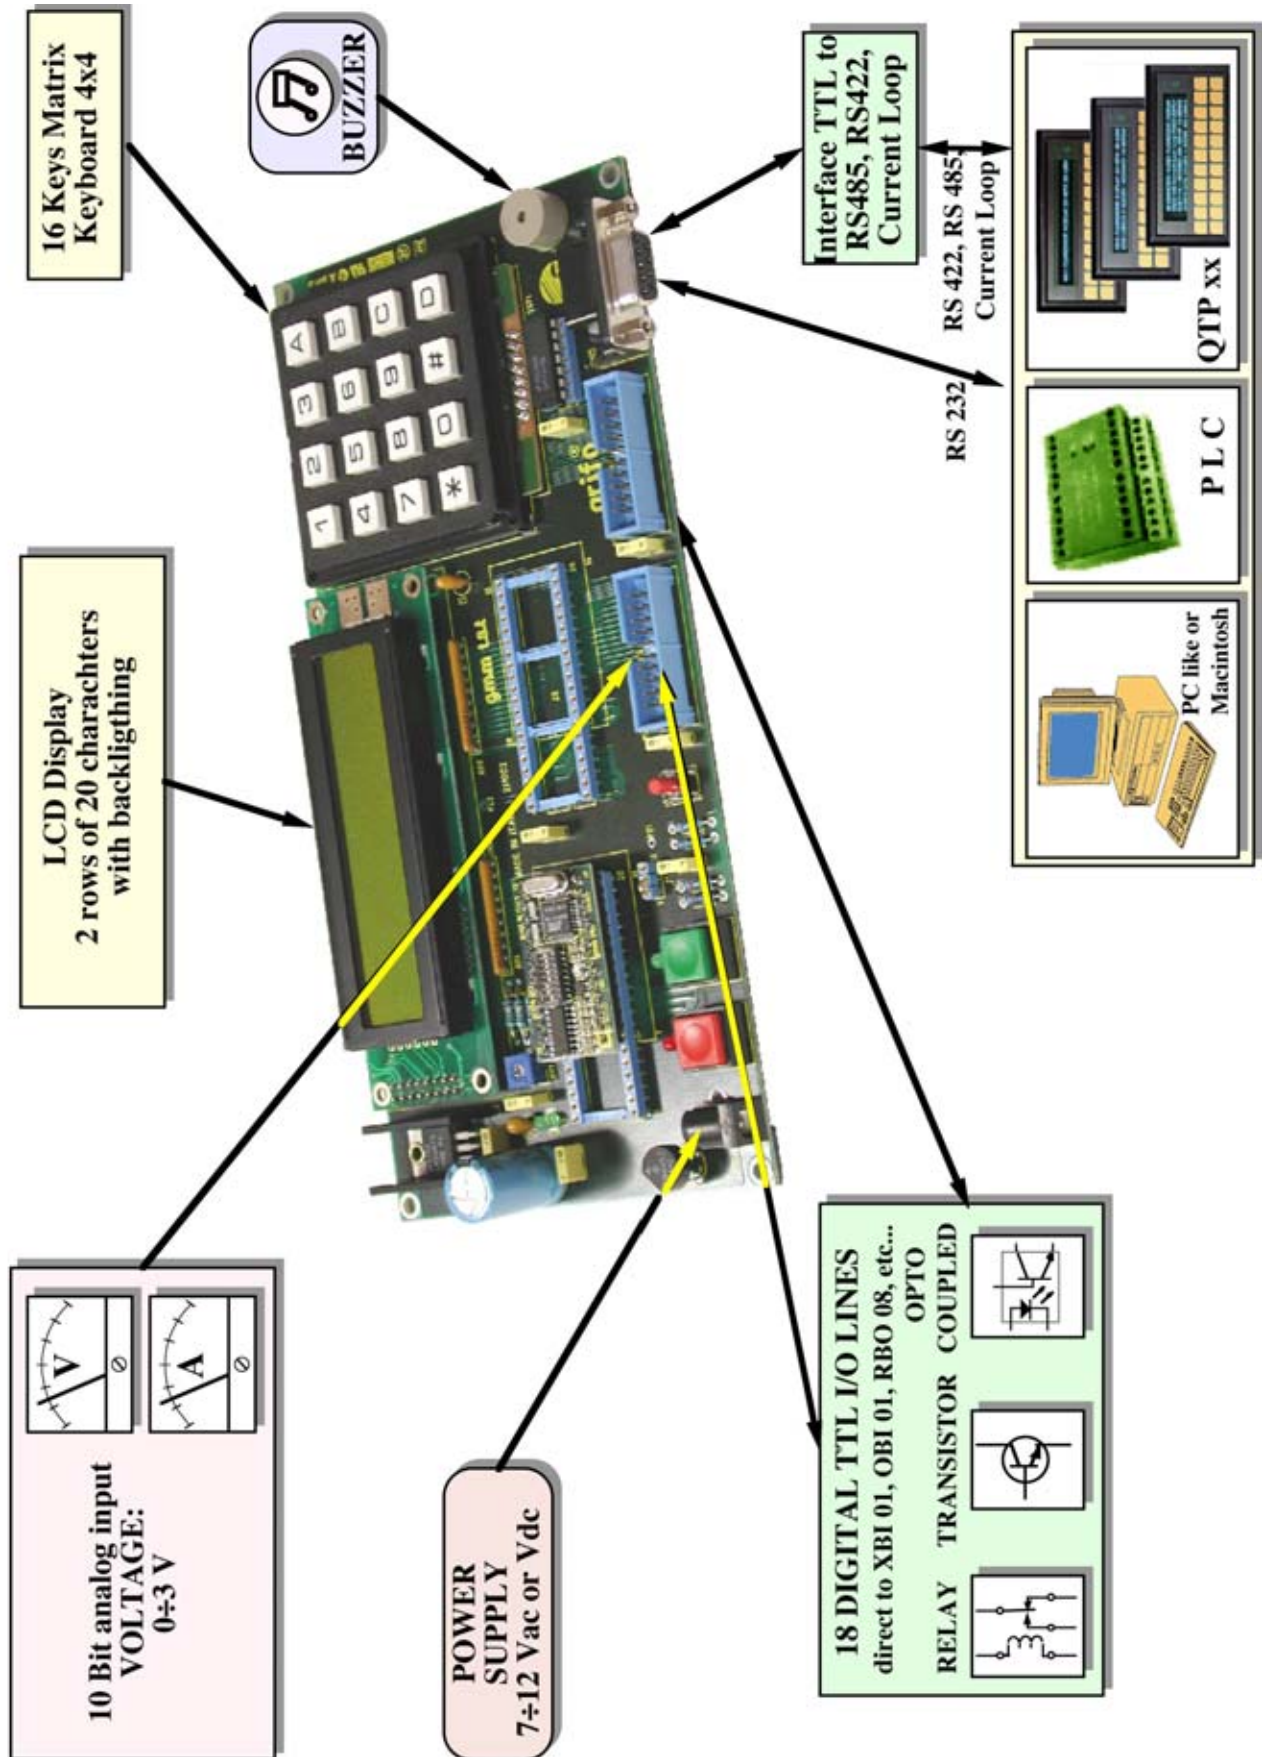 16 Keys Matrix
Keyboard 4x4
BUZZER
Interface TTL to
RS485, RS422,
Current Loop
RS 422, RS 485,
Current Loop
RS 232
QTP xx
P L C
PC like or
Macintosh
LCD Display
2 rows of 20 charachters
with backligthing
1 2 3 A
4 5 6 B
7 8 9 C
* 0 # D
grifo
®
V
A
10 Bit analog input
VOLTAGE:
0÷3 V
POWER
SUPPLY
7÷12 Vac or Vdc
18 DIGITAL TTL I/O LINES
direct to XBI 01, OBI 01, RBO 08, etc...
RELAY TRANSISTOR OPTO
COUPLED